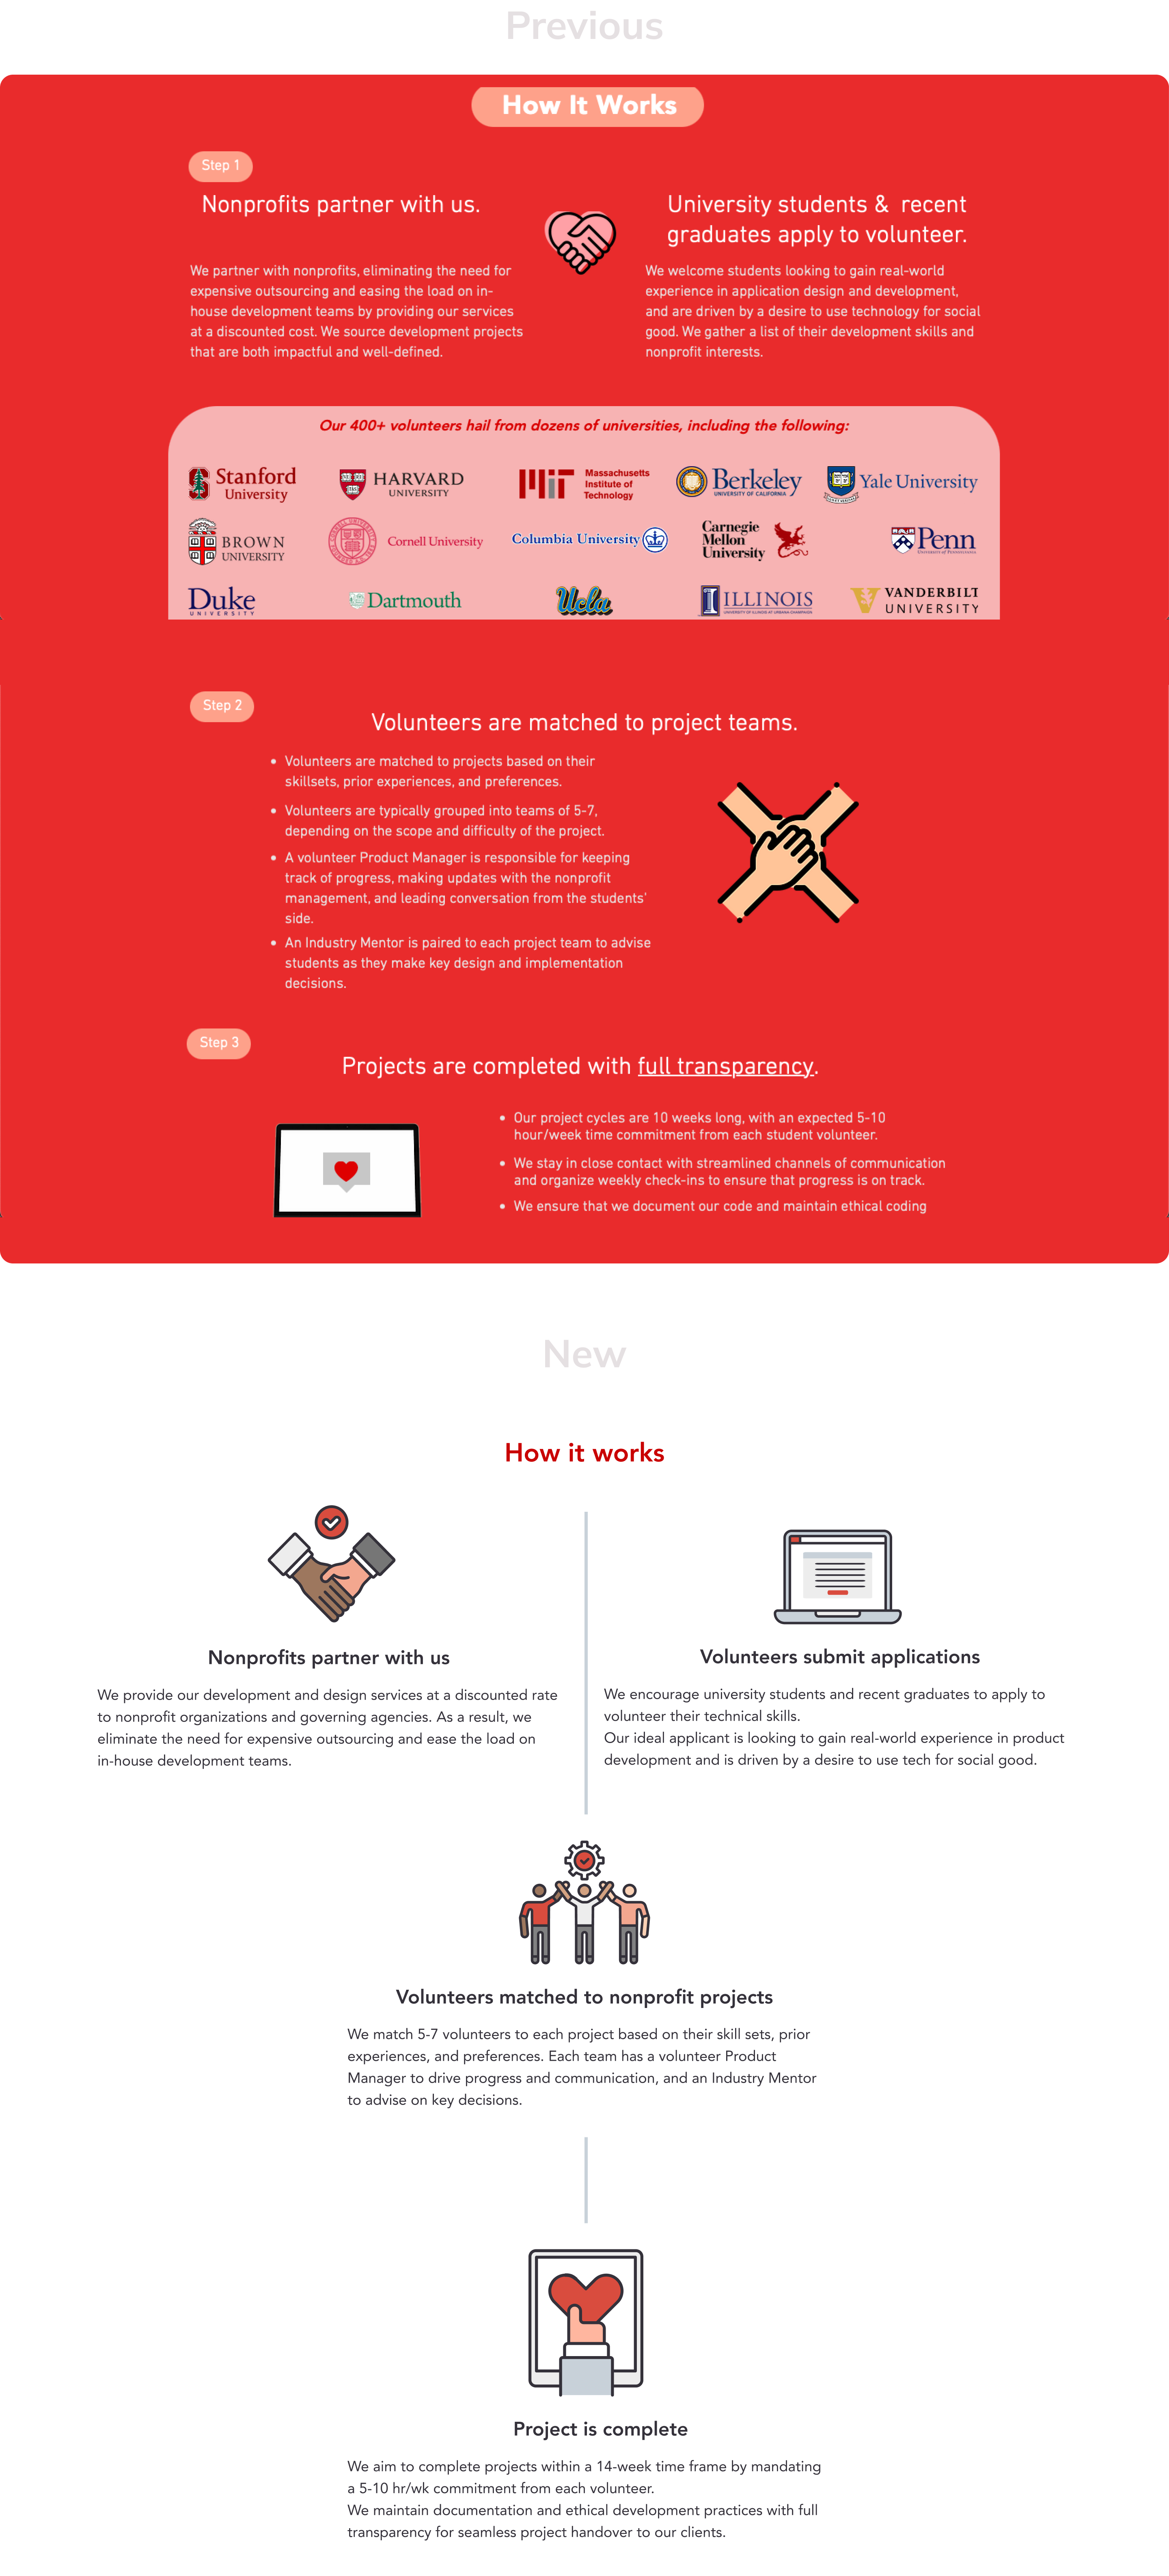 Previous
How It Works
Step 1
Nonprofits partner with us.
We partner with nonprofits, eliminating the need for
expensive outsourcing and easing the load on in-
house development teams by providing our services
at a discounted cost. We source development projects
that are both impactful and well-defined.
University students & recent
graduates apply to volunteer.
We welcome students looking to gain real-world
experience in application design and development,
and are driven by a desire to use technology for social
good. We gather a list of their development skills and
nonprofit interests.
Our 400+ volunteers hail from dozens of universities, including the following:
Stanford
University
HARVARD
UNIVERSITY
MIT
Massachusetts
Institute of
Technology
Berkeley
UNIVERSITY OF CALIFORNIA
Yale University
BROWN
UNIVERSITY
Cornell University
Columbia University
Carnegie
Mellon
University
Penn
University of Pennsylvania
Duke
UNIVERSITY
Dartmouth
Ucla
ILLINOIS
UNIVERSITY OF ILLINOIS AT URBANA-CHAMPAIGN
VANDERBILT
UNIVERSITY
Step 2
Volunteers are matched to project teams.
• Volunteers are matched to projects based on their
skillsets, prior experiences, and preferences.
• Volunteers are typically grouped into teams of 5-7,
depending on the scope and difficulty of the project.
• A volunteer Product Manager is responsible for keeping
track of progress, making updates with the nonprofit
management, and leading conversation from the students'
side.
• An Industry Mentor is paired to each project team to advise
students as they make key design and implementation
decisions.
Step 3
Projects are completed with full transparency.
• Our project cycles are 10 weeks long, with an expected 5-10
hour/week time commitment from each student volunteer.
• We stay in close contact with streamlined channels of communication
and organize weekly check-ins to ensure that progress is on track.
• We ensure that we document our code and maintain ethical coding
New
How it works
Nonprofits partner with us
We provide our development and design services at a discounted rate
to nonprofit organizations and governing agencies. As a result, we
eliminate the need for expensive outsourcing and ease the load on
in-house development teams.
Volunteers submit applications
We encourage university students and recent graduates to apply to
volunteer their technical skills.
Our ideal applicant is looking to gain real-world experience in product
development and is driven by a desire to use tech for social good.
Volunteers matched to nonprofit projects
We match 5-7 volunteers to each project based on their skill sets, prior
experiences, and preferences. Each team has a volunteer Product
Manager to drive progress and communication, and an Industry Mentor
to advise on key decisions.
Project is complete
We aim to complete projects within a 14-week time frame by mandating
a 5-10 hr/wk commitment from each volunteer.
We maintain documentation and ethical development practices with full
transparency for seamless project handover to our clients.